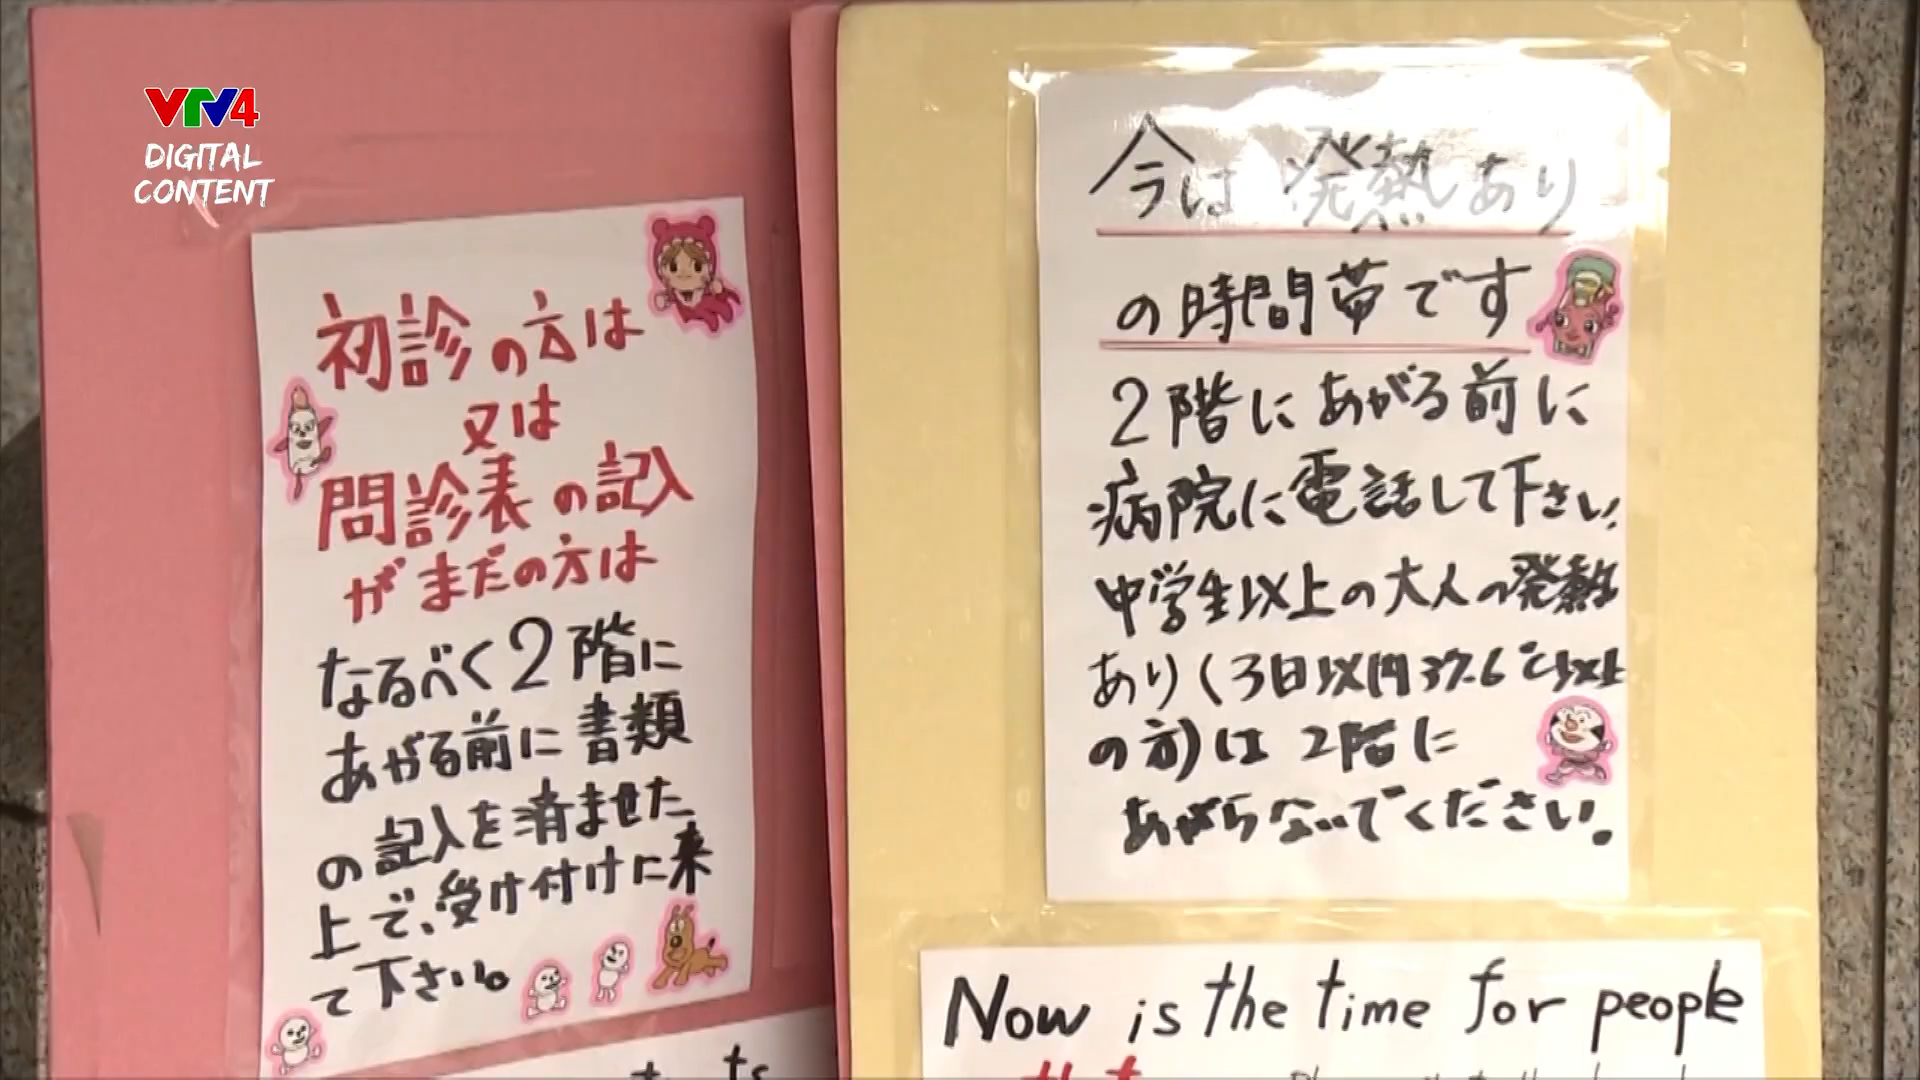 VTV4
DIGITAL
CONTENT
初診の方は
又は
問診表の記入
がまだの方は
なるべく2階に
あがる前に書類
の記入を済ませた
上で、受け付けに来
て下さい。
今は発熱あり
の時間帯です
2階にあがる前に
病院に電話して下さい
中学生以上の大人の発熱
あり(3日以内37.6℃以上
の方)は2階に
あがらないでください。
Now is the time for people